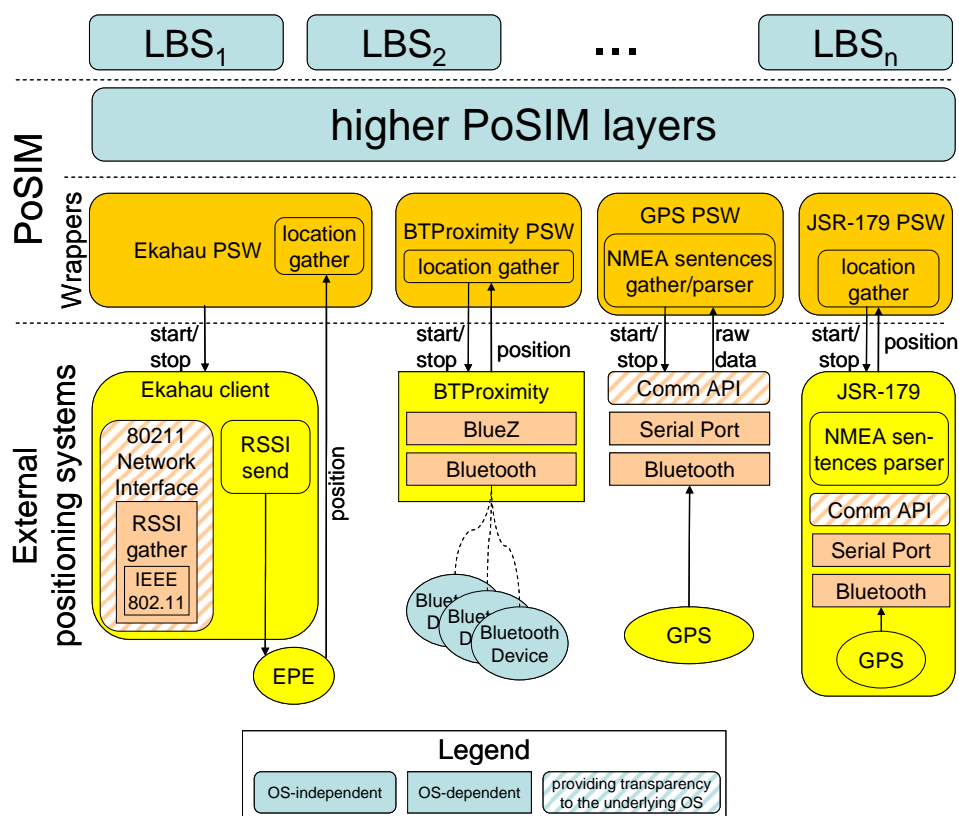 LBS1
LBS2
...
LBSn
PoSIM
higher PoSIM layers
Wrappers
Ekahau PSW
location
gather
BTProximity PSW
location gather
GPS PSW
NMEA sentences
gather/parser
JSR-179 PSW
location
gather
start/
stop
position
start/
stop
position
start/
stop
raw
data
start/
stop
position
External
positioning systems
Ekahau client
80211
Network
Interface
RSSI
gather
IEEE
802.11
RSSI
send
EPE
BTProximity
BlueZ
Bluetooth
Bluetooth
Device
Comm API
Serial Port
Bluetooth
GPS
JSR-179
NMEA sen-
tences parser
Comm API
Serial Port
Bluetooth
GPS
Legend
OS-independent
OS-dependent
providing transparency
to the underlying OS